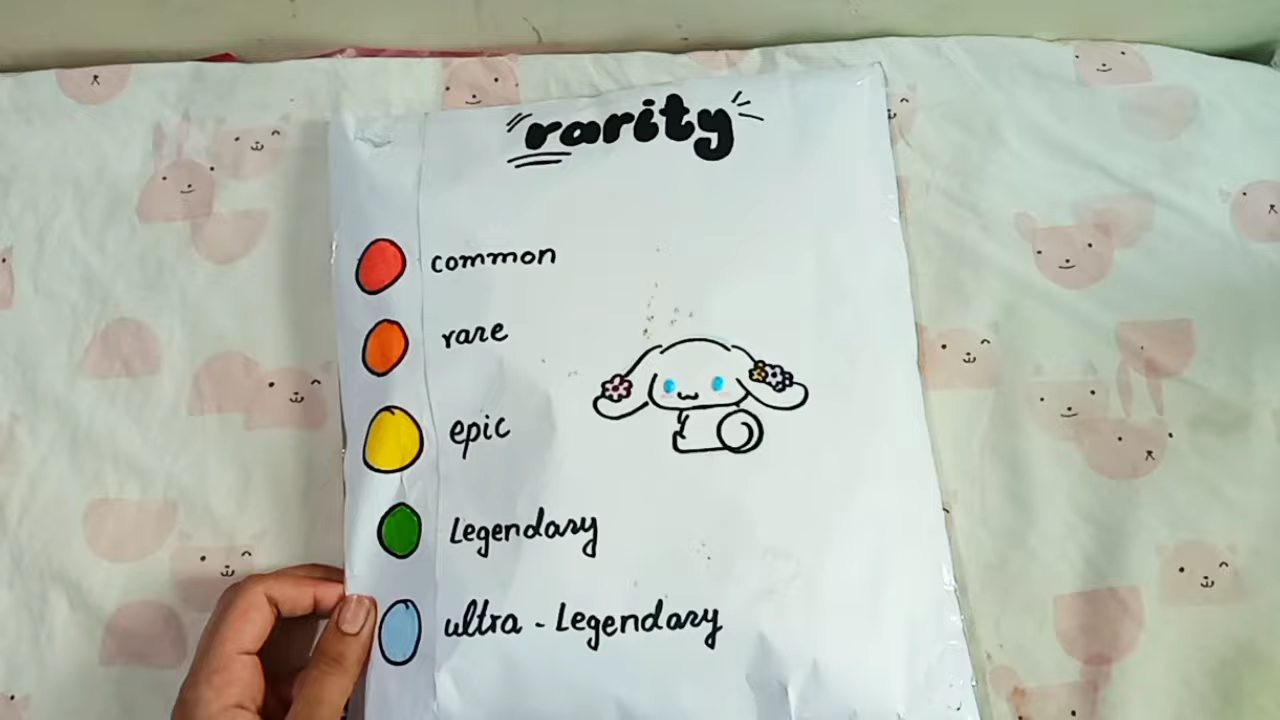 rarity
common
rare
epic
Legendary
ultra - Legendary